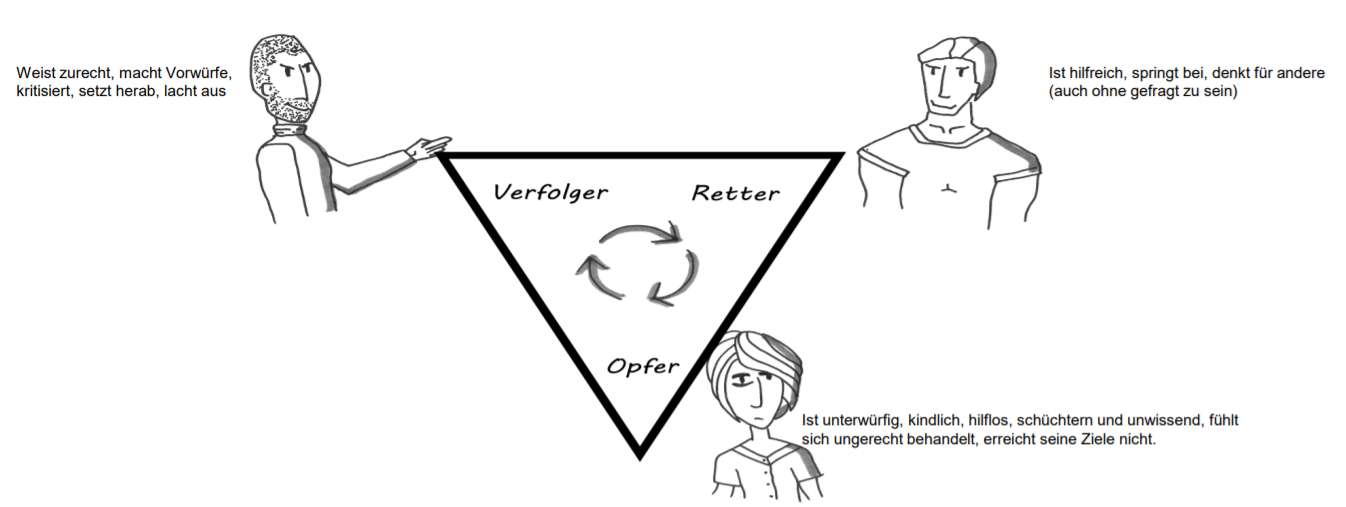 Weist zurecht, macht Vorwürfe,
kritisiert, setzt herab, lacht aus
Ist hilfreich, springt bei, denkt für andere
(auch ohne gefragt zu sein)
Verfolger
Retter
Opfer
Ist unterwürfig, kindlich, hilflos, schüchtern und unwissend, fühlt
sich ungerecht behandelt, erreicht seine Ziele nicht.